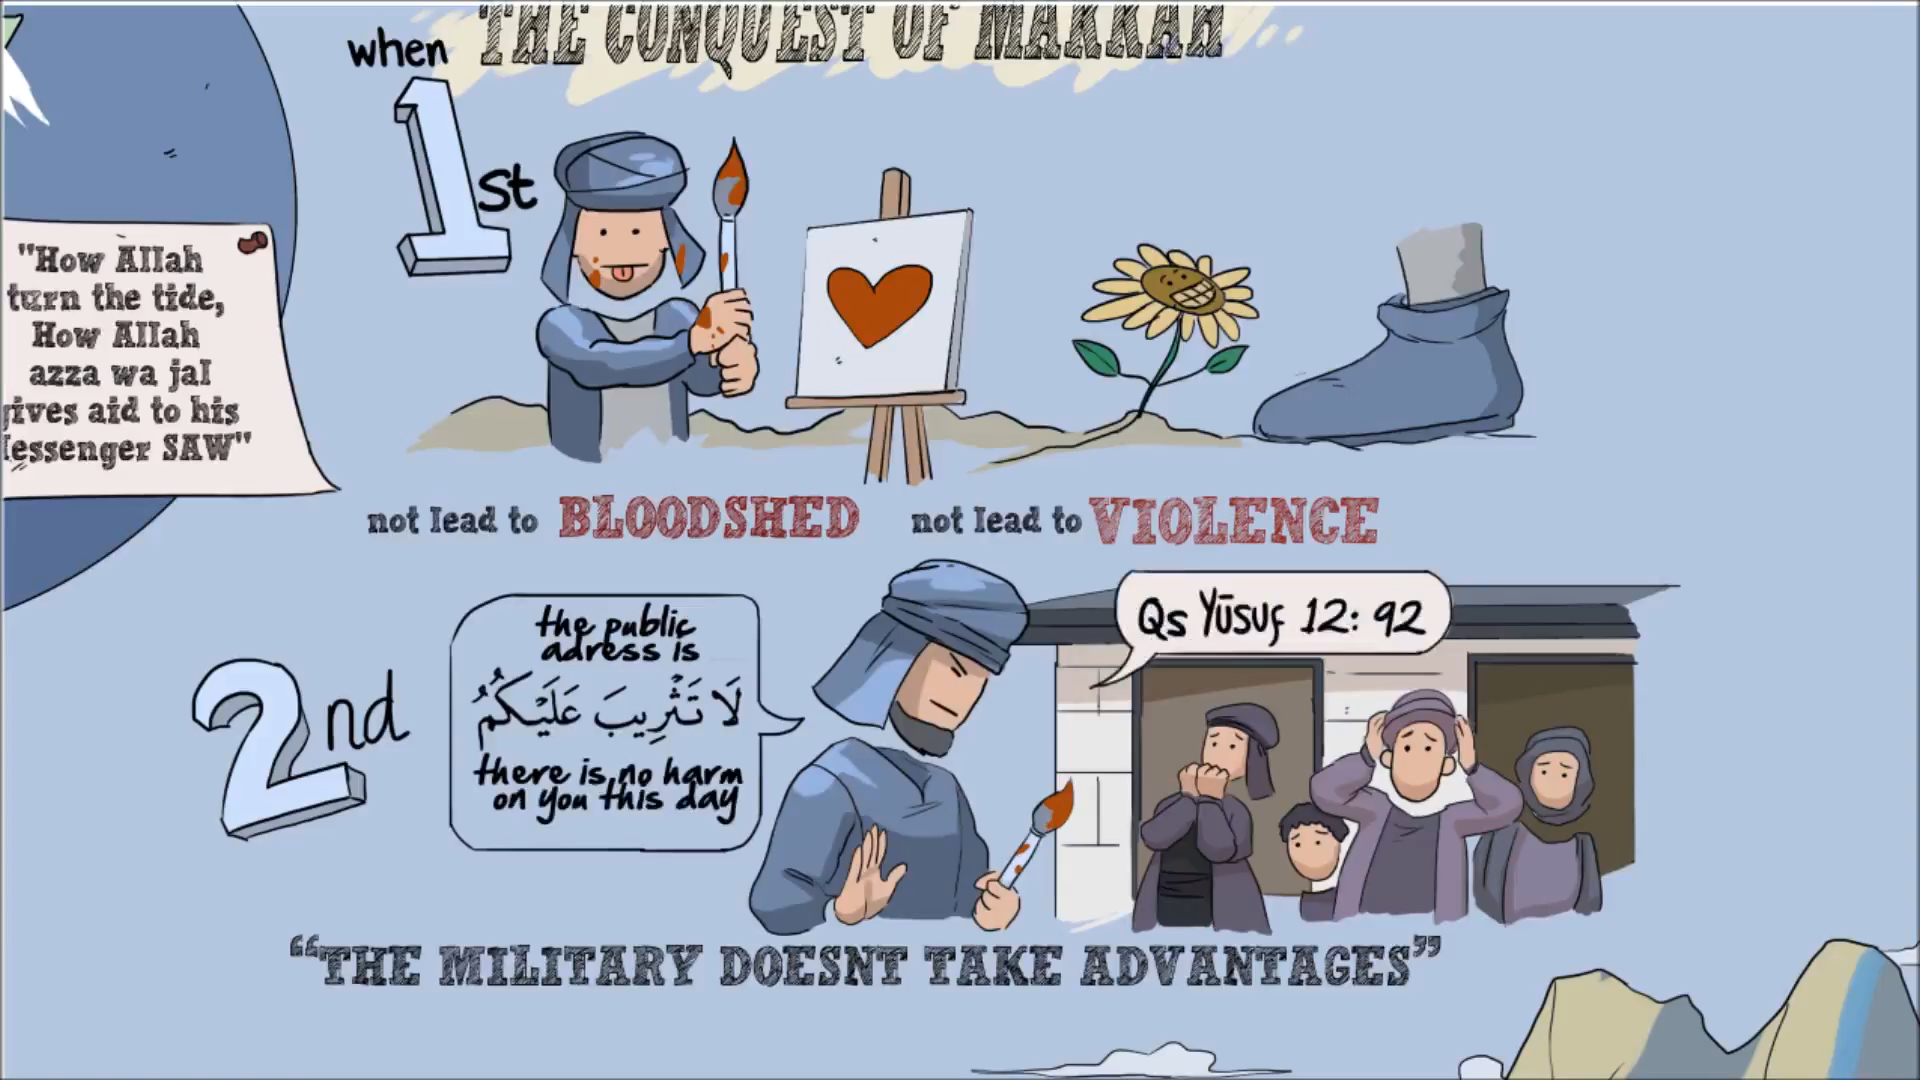 when THE CONQUEST OF MAKKAH
1st
"How Allah
turn the tide,
How Allah
azza wa jal
gives aid to his
Messenger SAW"
not lead to BLOODSHED not lead to VIOLENCE
2nd
the public
adress is
لَا تَثْرِيبَ عَلَيْكُمُ
there is no harm
on you this day
Qs Yūsuf 12: 92
“THE MILITARY DOESNT TAKE ADVANTAGES”